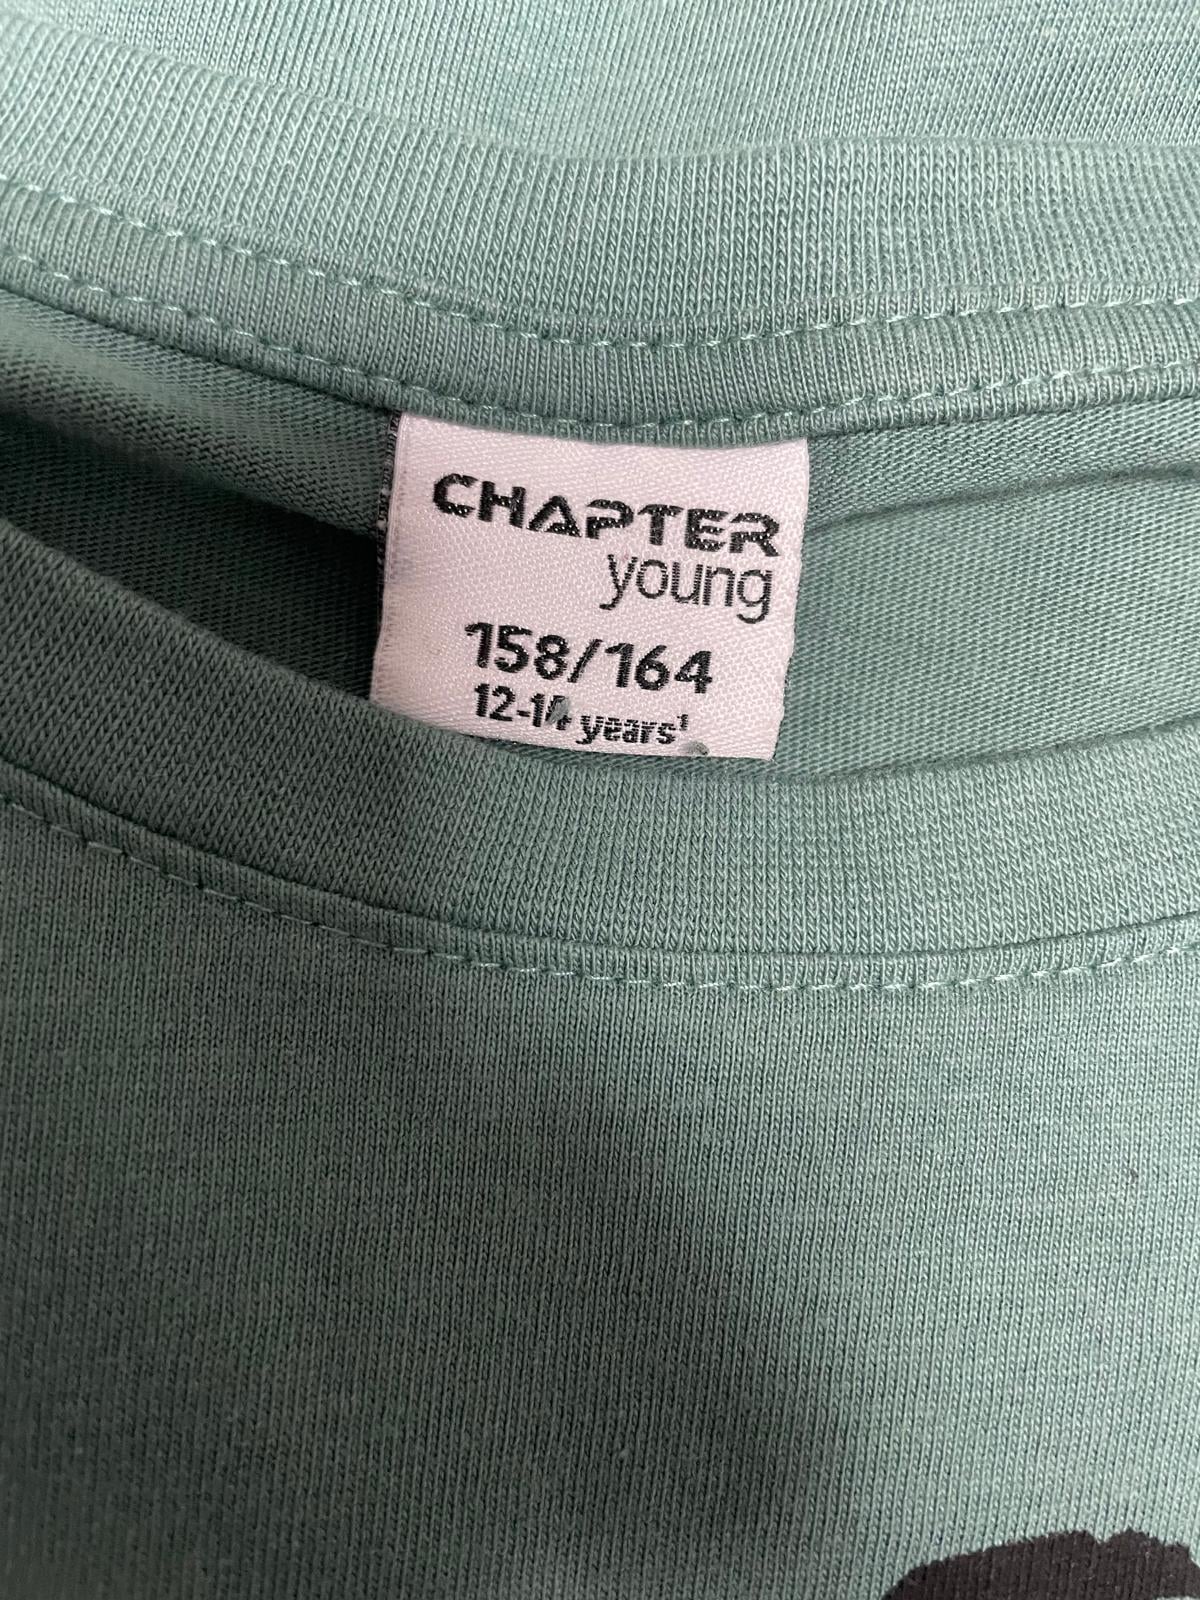 CHAPTER
young
158/164
12-14 years¹